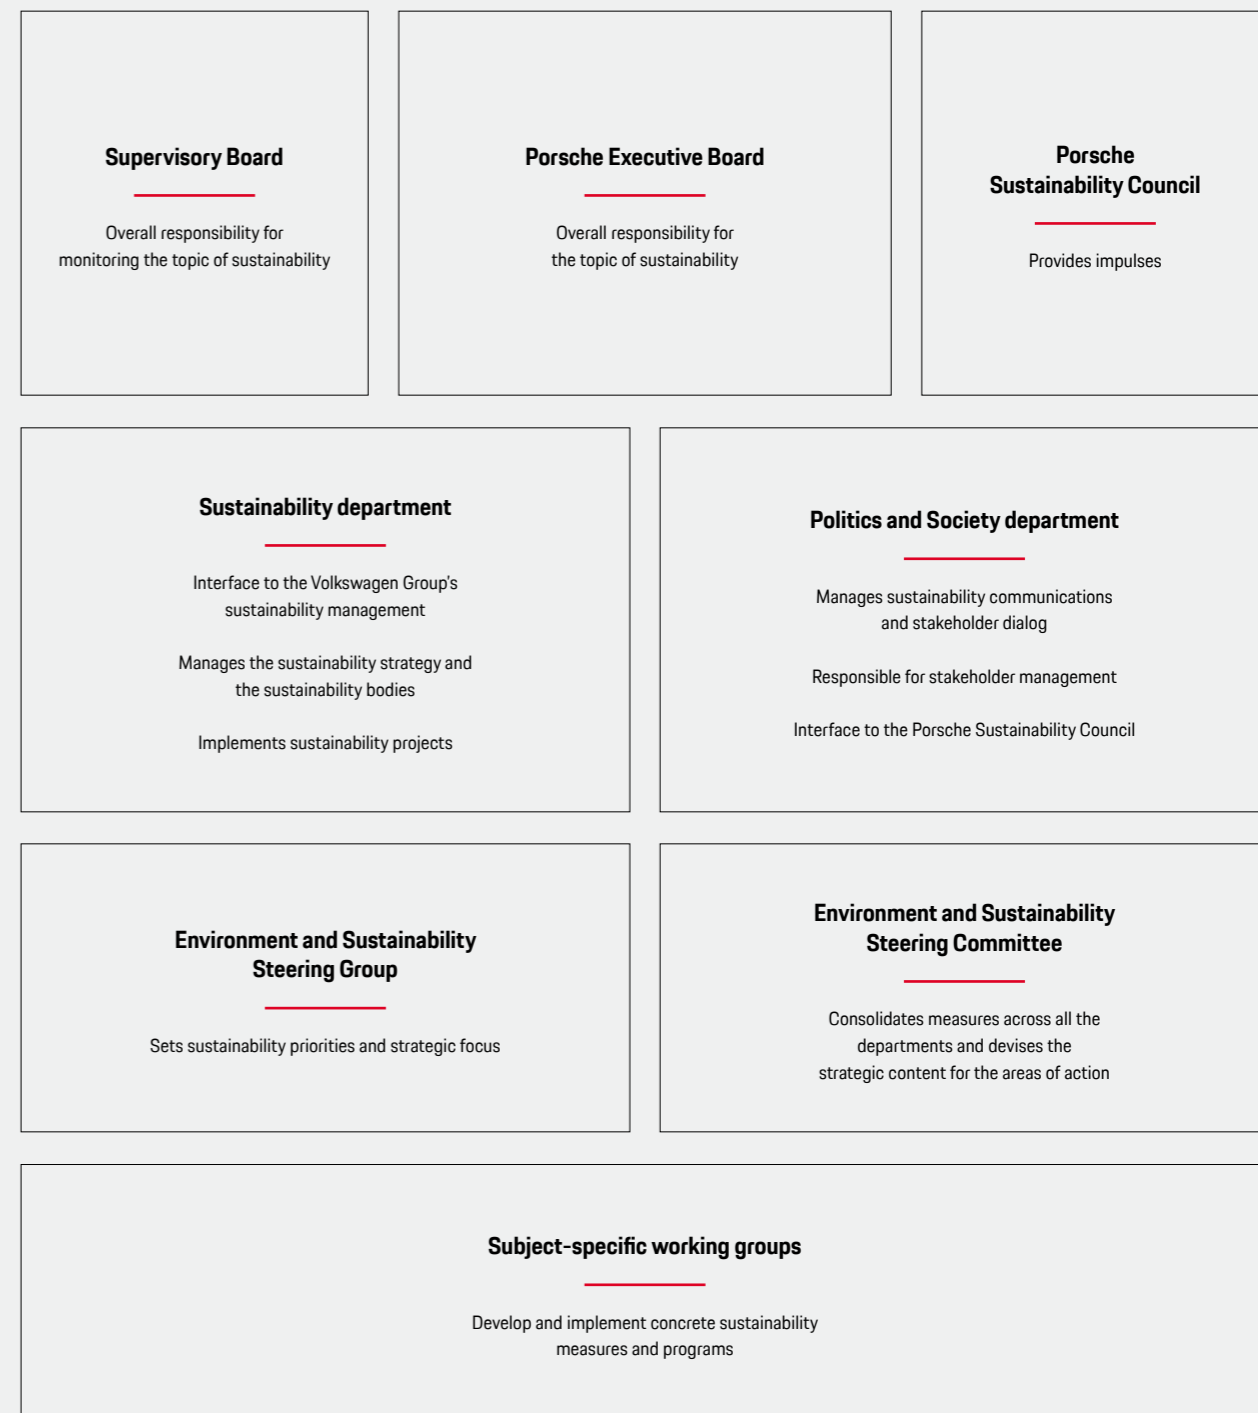 Supervisory Board
Overall responsibility for
monitoring the topic of sustainability
Porsche Executive Board
Overall responsibility for
the topic of sustainability
Porsche
Sustainability Council
Provides impulses
Sustainability department
Interface to the Volkswagen Group's
sustainability management
Manages the sustainability strategy and
the sustainability bodies
Implements sustainability projects
Politics and Society department
Manages sustainability communications
and stakeholder dialog
Responsible for stakeholder management
Interface to the Porsche Sustainability Council
Environment and Sustainability
Steering Group
Sets sustainability priorities and strategic focus
Environment and Sustainability
Steering Committee
Consolidates measures across all the
departments and devises the
strategic content for the areas of action
Subject-specific working groups
Develop and implement concrete sustainability
measures and programs